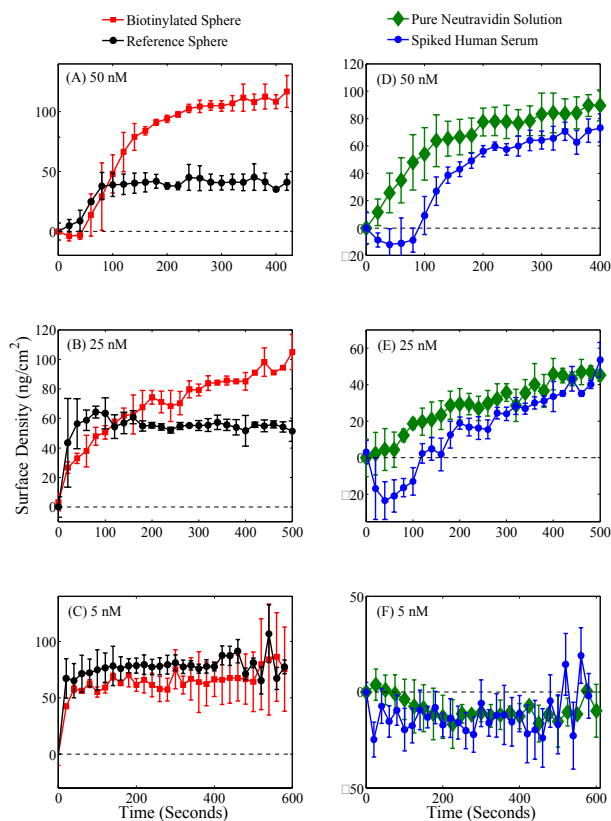 Biotinylated Sphere
Reference Sphere
Pure Neutravidin Solution
Spiked Human Serum
(A) 50 nM
100
50
0
0 100 200 300 400
(D) 50 nM
120
100
80
60
40
20
0
□20
0 100 200 300 400
Surface Density (ng/cm²)
(B) 25 nM
120
100
80
60
40
20
0
0 100 200 300 400 500
(E) 25 nM
60
40
20
0
□20
0 100 200 300 400 500
(C) 5 nM
100
50
0
0 200 400 600
Time (Seconds)
(F) 5 nM
50
0
□50
0 200 400 600
Time (Seconds)